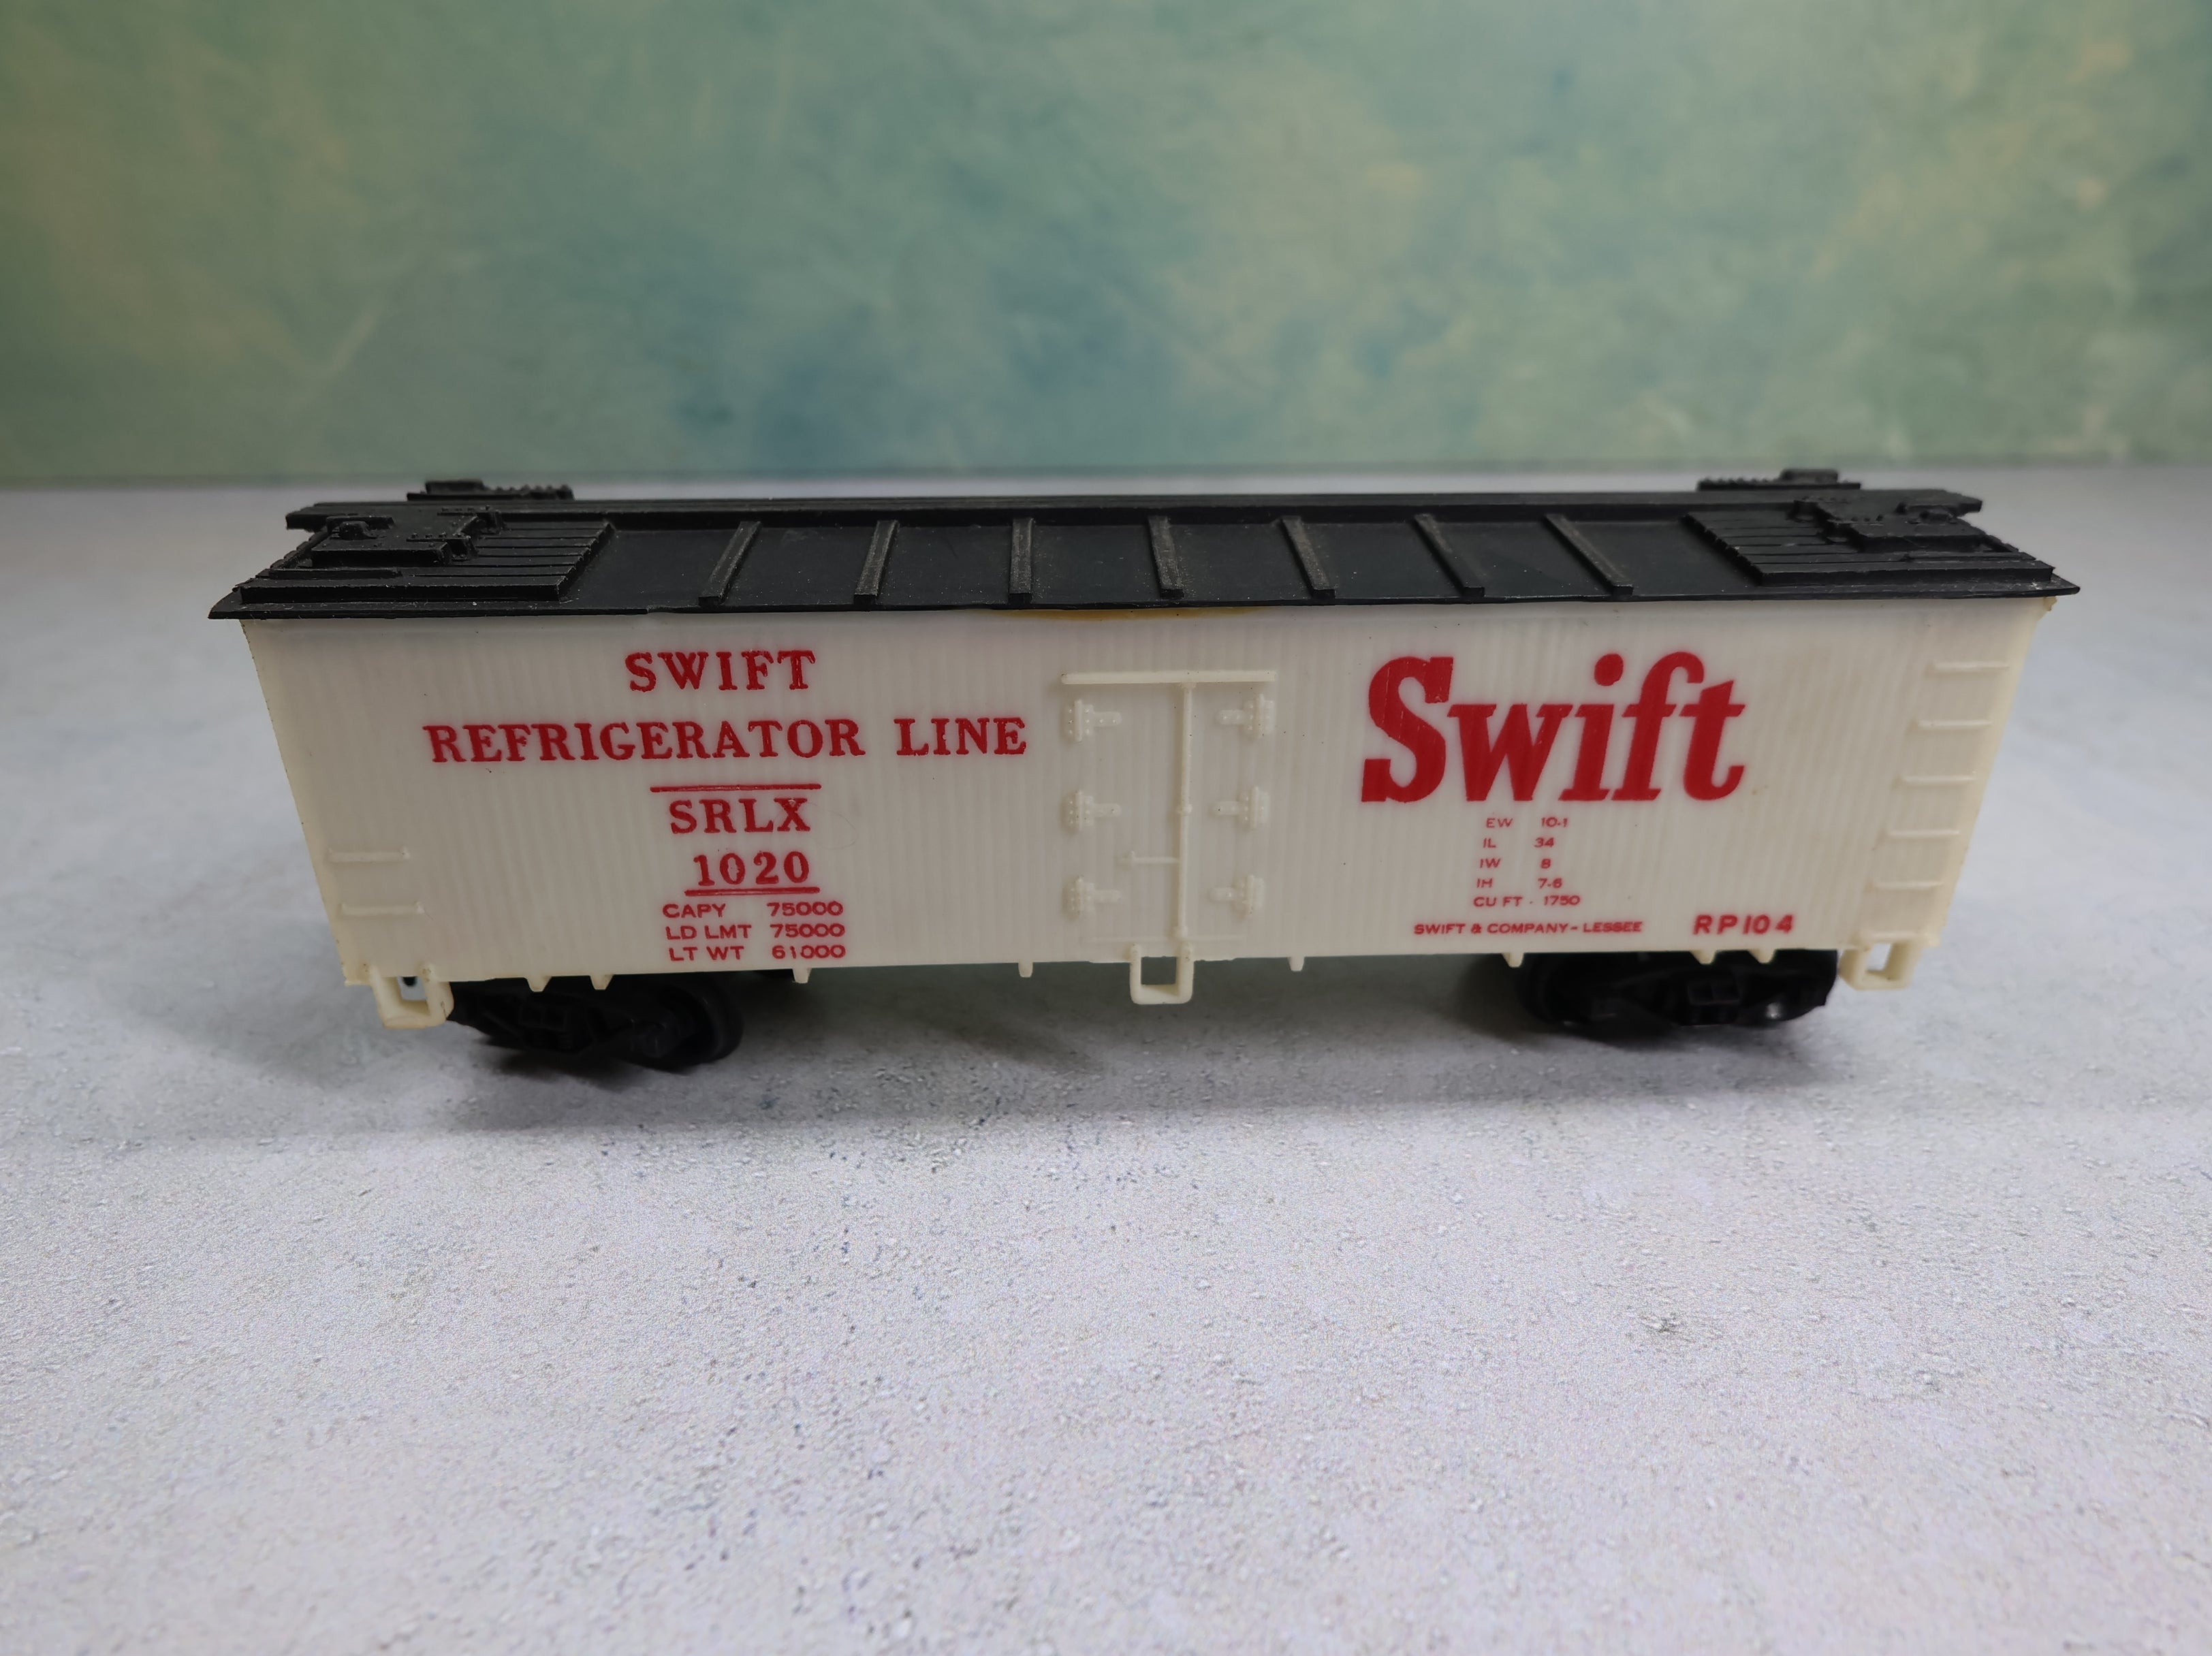 SWIFT
REFRIGERATOR LINE
SRLX
1020
CAPY 75000
LD LMT 75000
LT WT 61000
Swift
EW 10-1
IL 34
IW 8
IH 7-6
CU FT - 1750
SWIFT & COMPANY-LESSEE
RP104